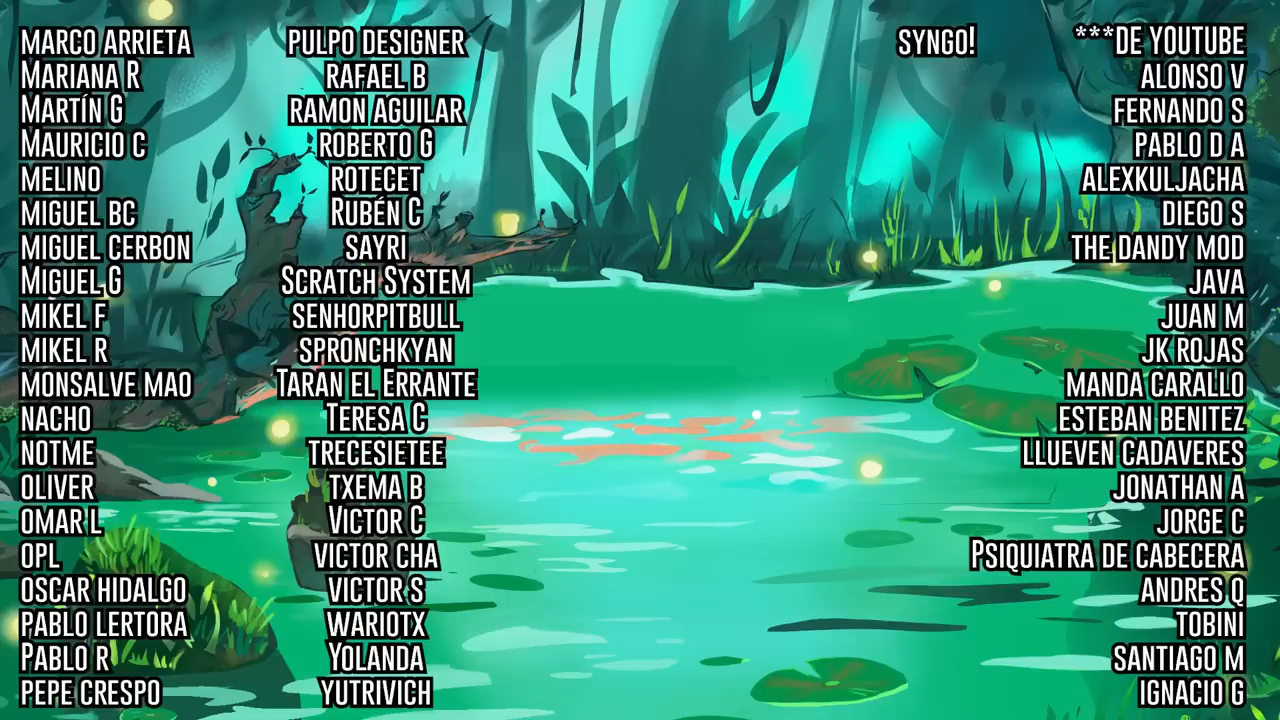 MARCO ARRIETA
MARIANA R
MARTÍN G
MAURICIO C
MELINO
MIGUEL BC
MIGUEL CERBON
MIGUEL G
MIKEL F
MIKEL R
MONSALVE MAO
NACHO
NOTME
OLIVER
OMAR L
OPL
OSCAR HIDALGO
PABLO LERTORA
PABLO R
PEPE CRESPO
PULPO DESIGNER
RAFAEL B
RAMON AGUILAR
ROBERTO G
ROTECET
RUBÉN C
SAYRI
SCRATCH SYSTEM
SENHORPITBULL
SPRONCHKYAN
TARAN EL ERRANTE
TERESA C
TRECESIETEE
TXEMA B
VICTOR C
VICTOR CHA
VICTOR S
WARIOTX
YOLANDA
YUTRIVICH
SYNGO!
***DE YOUTUBE
ALONSO V
FERNANDO S
PABLO D A
ALEXKULJACHA
DIEGO S
THE DANDY MOD
JAVA
JUAN M
JK ROJAS
MANDA CARALLO
ESTEBAN BENITEZ
LLUEVEN CADAVERES
JONATHAN A
JORGE C
PSIQUIATRA DE CABECERA
ANDRES Q
TOBINI
SANTIAGO M
IGNACIO G